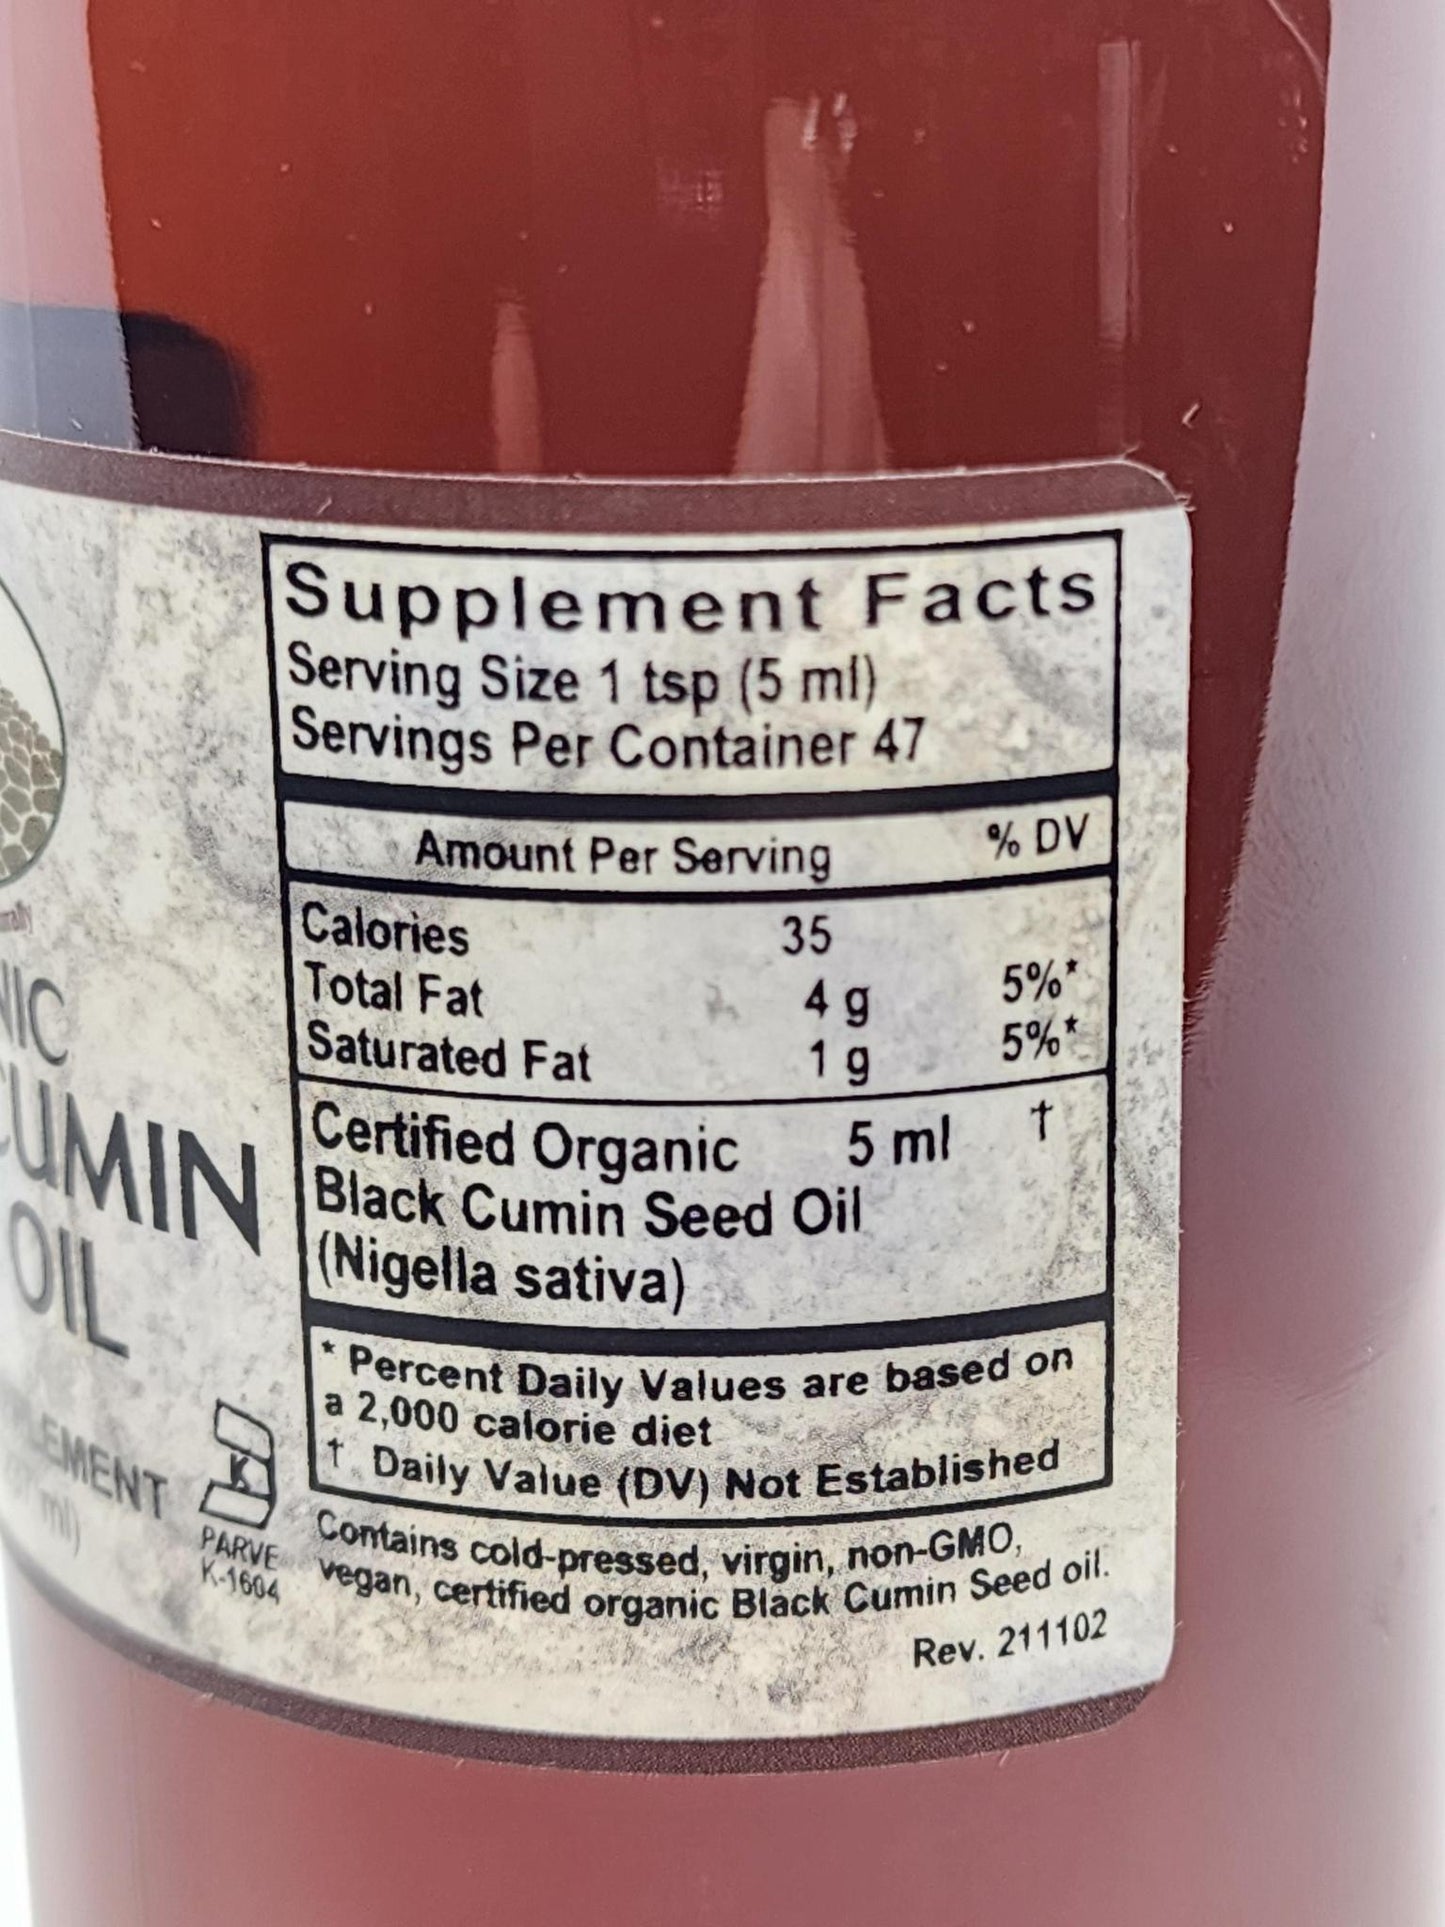 CUMIN
OIL
PARVE
K-1604
Supplement Facts
Serving Size 1 tsp (5 ml)
Servings Per Container 47
Amount Per Serving % DV
Calories 35
Total Fat 4 g 5%*
Saturated Fat 1 g 5%*
Certified Organic 5 ml †
Black Cumin Seed Oil
(Nigella sativa)
* Percent Daily Values are based on
a 2,000 calorie diet
† Daily Value (DV) Not Established
Contains cold-pressed, virgin, non-GMO,
vegan, certified organic Black Cumin Seed oil.
Rev. 211102